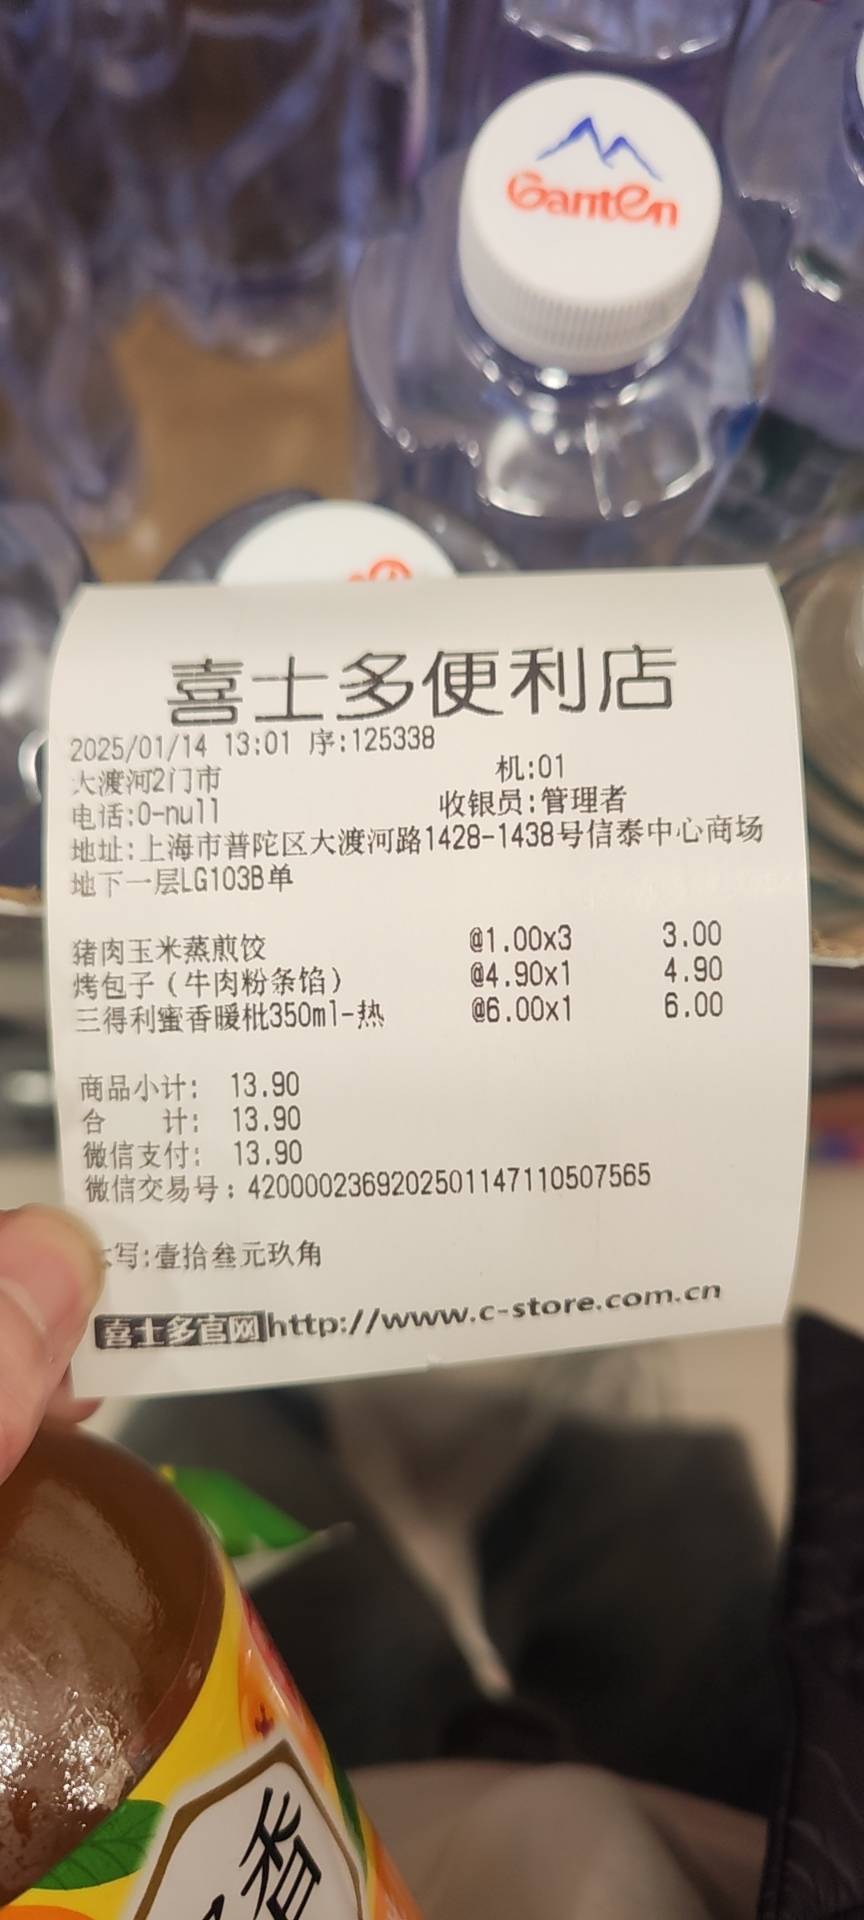 Ganten
喜士多便利店
2025/01/14 13:01 序:125338
大渡河2门市 机:01
电话:0-null 收银员:管理者
地址:上海市普陀区大渡河路1428-1438号信泰中心商场
地下一层LG103B单
猪肉玉米蒸煎饺 @1.00x3 3.00
烤包子(牛肉粉条馅) @4.90x1 4.90
三得利蜜香暖枇350ml-热 @6.00x1 6.00
商品小计: 13.90
合 计: 13.90
微信支付: 13.90
微信交易号:4200002369202501147110507565
写:壹拾叁元玖角
喜士多官网http://www.c-store.com.cn
香